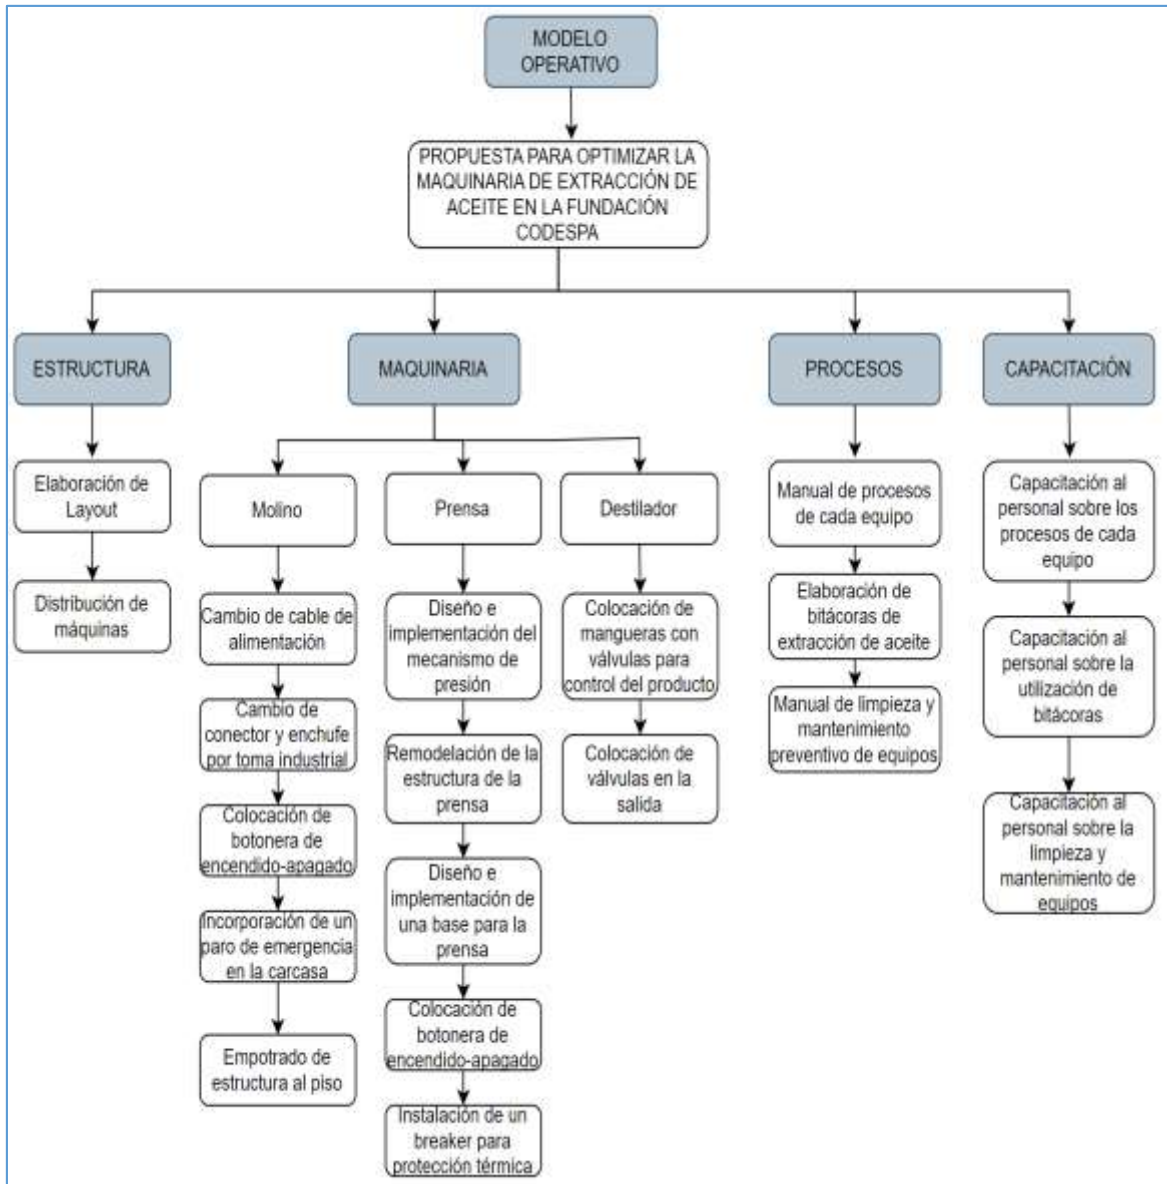 MODELO
OPERATIVO
PROPUESTA PARA OPTIMIZAR LA
MAQUINARIA DE EXTRACCIÓN DE
ACEITE EN LA FUNDACIÓN
CODESPA
ESTRUCTURA
MAQUINARIA
PROCESOS
CAPACITACIÓN
Elaboración de
Layout
Distribución de
máquinas
Molino
Cambio de cable de
alimentación
Cambio de
conector y enchufe
por toma industrial
Colocación de
botonera de
encendido-apagado
Incorporación de un
paro de emergencia
en la carcasa
Empotrado de
estructura al piso
Prensa
Diseño e
implementación del
mecanismo de
presión
Remodelación de la
estructura de la
prensa
Diseño e
implementación de
una base para la
prensa
Colocación de
botonera de
encendido-apagado
Instalación de un
breaker para
protección térmica
Destilador
Colocación de
mangueras con
válvulas para
control del producto
Colocación de
válvulas en la
salida
Manual de procesos
de cada equipo
Elaboración de
bitácoras de
extracción de aceite
Manual de limpieza y
mantenimiento
preventivo de equipos
Capacitación al
personal sobre los
procesos de cada
equipo
Capacitación al
personal sobre la
utilización de
bitácoras
Capacitación al
personal sobre la
limpieza y
mantenimiento de
equipos